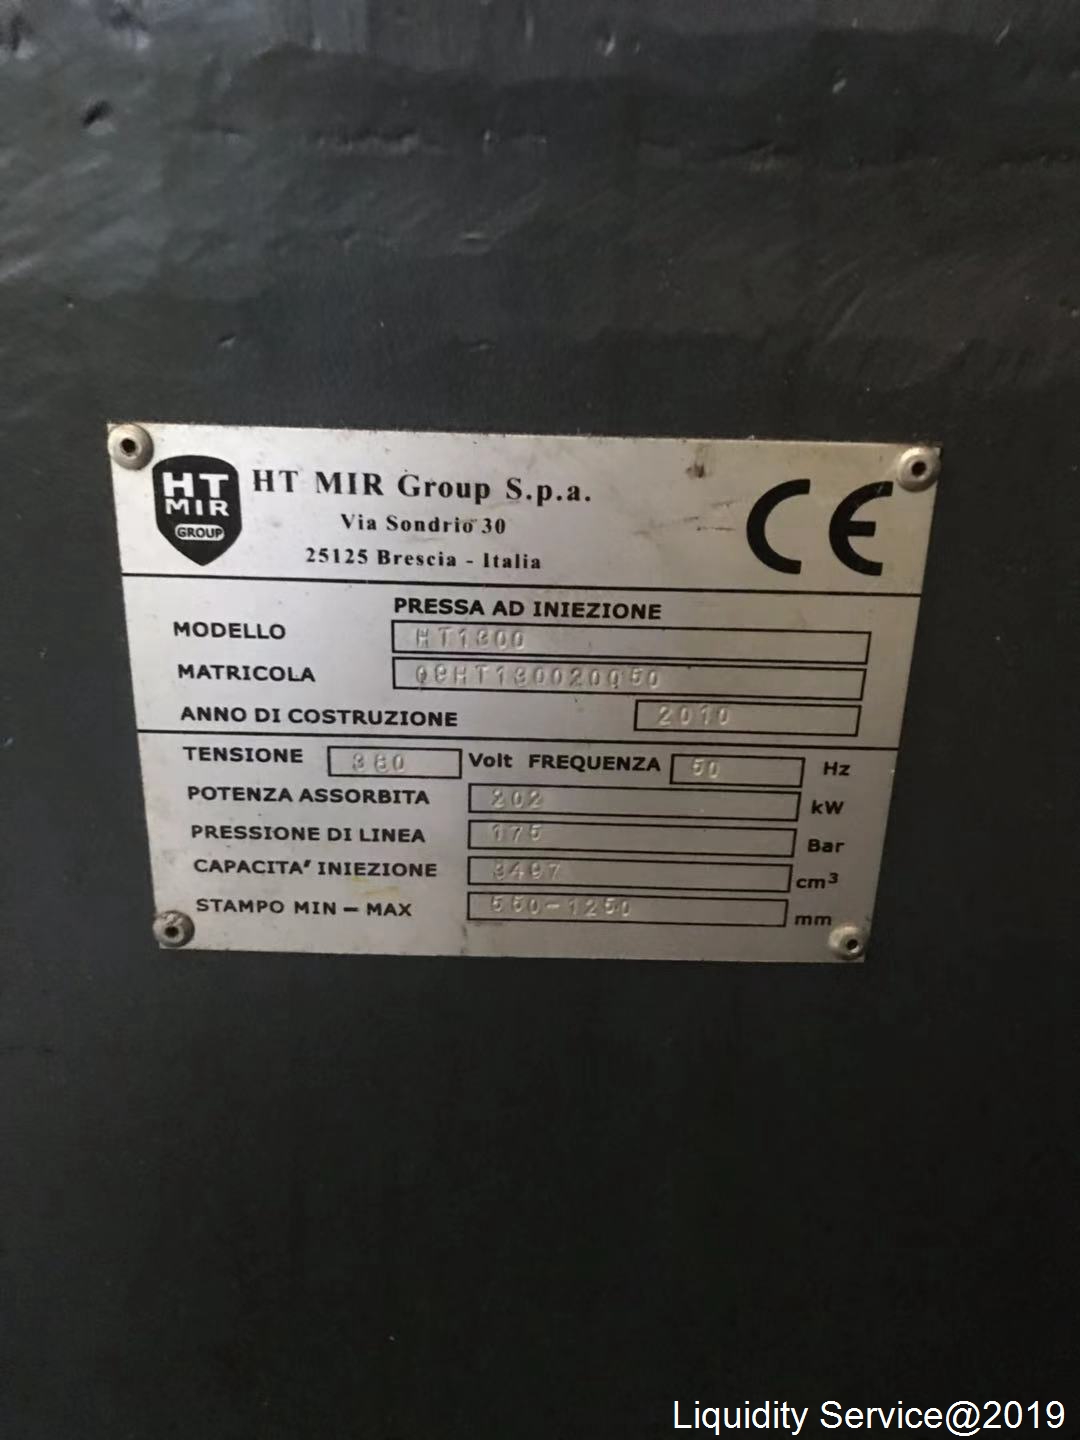 HT
MIR
GROUP
HT MIR Group S.p.a.
Via Sondrio 30
25125 Brescia - Italia
CE
PRESSA AD INIEZIONE
MODELLO HT1300
MATRICOLA
ANNO DI COSTRUZIONE 2010
TENSIONE 380 Volt FREQUENZA 50 Hz
POTENZA ASSORBITA 202 kW
PRESSIONE DI LINEA 175 Bar
CAPACITA' INIEZIONE 3497 cm³
STAMPO MIN – MAX 550-1250 mm
Liquidity Service@2019